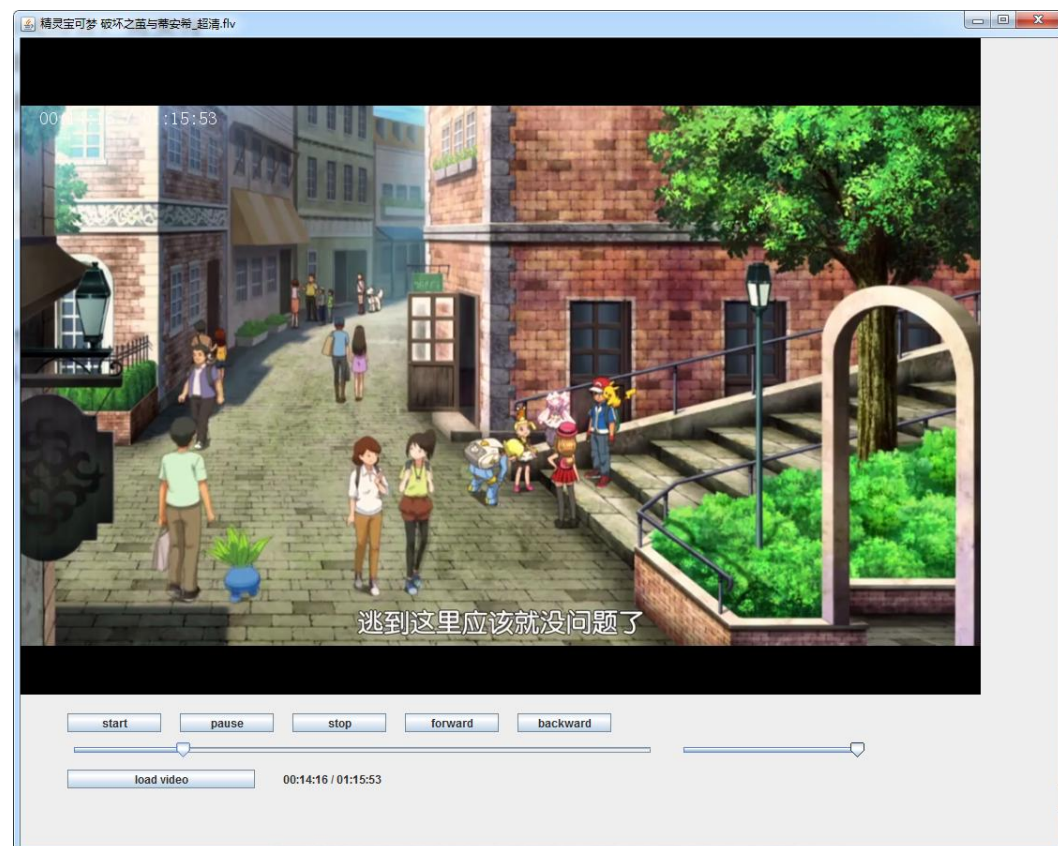 精灵宝可梦 破坏之茧与蒂安希_超清.flv
:15:53
逃到这里应该就没问题了
start pause stop forward backward
load video 00:14:16 / 01:15:53